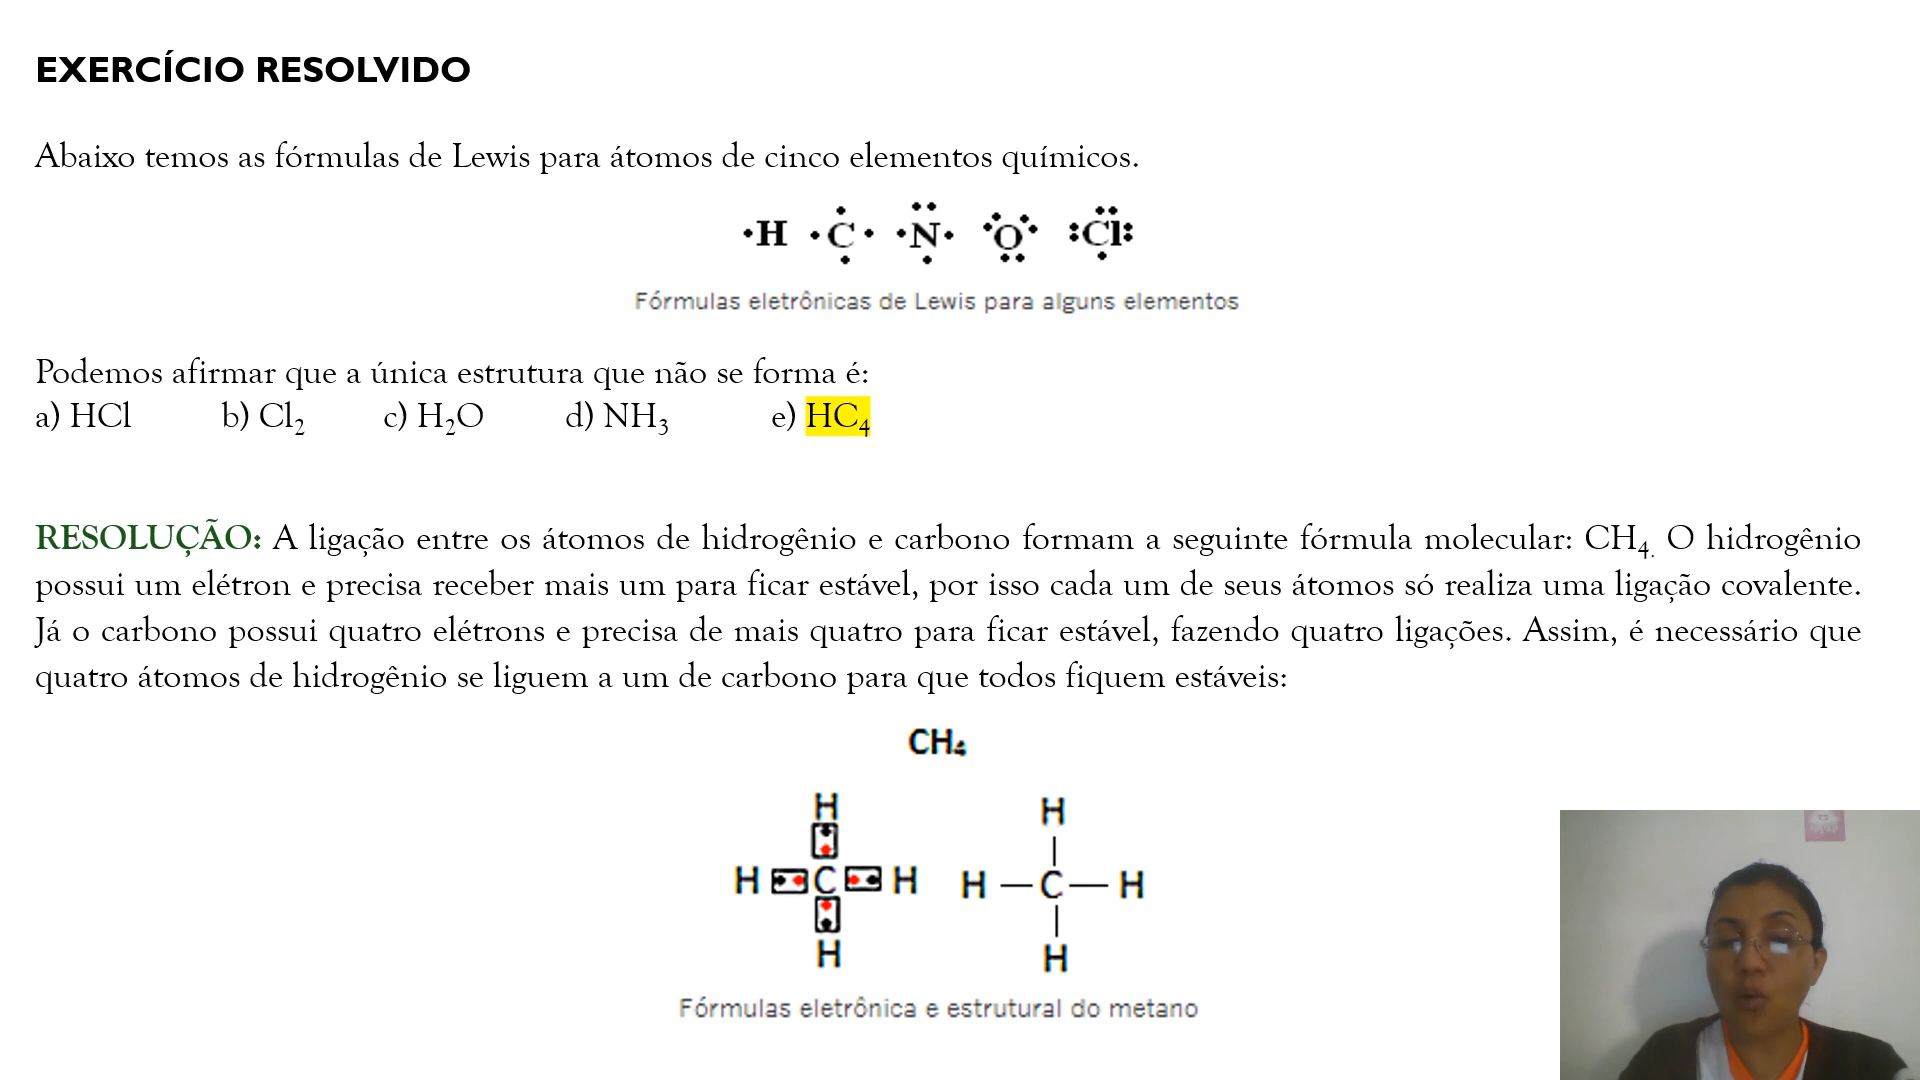 EXERCÍCIO RESOLVIDO
Abaixo temos as fórmulas de Lewis para átomos de cinco elementos químicos.
H C N O Cl
Fórmulas eletrônicas de Lewis para alguns elementos
Podemos afirmar que a única estrutura que não se forma é:
a) HCl b) Cl₂ c) H₂O d) NH₃ e) HC₄
RESOLUÇÃO: A ligação entre os átomos de hidrogênio e carbono formam a seguinte fórmula molecular: CH₄. O hidrogênio
possui um elétron e precisa receber mais um para ficar estável, por isso cada um de seus átomos só realiza uma ligação covalente.
Já o carbono possui quatro elétrons e precisa de mais quatro para ficar estável, fazendo quatro ligações. Assim, é necessário que
quatro átomos de hidrogênio se liguem a um de carbono para que todos fiquem estáveis:
CH₄
H H
H C H H — C — H
H H
Fórmulas eletrônica e estrutural do metano